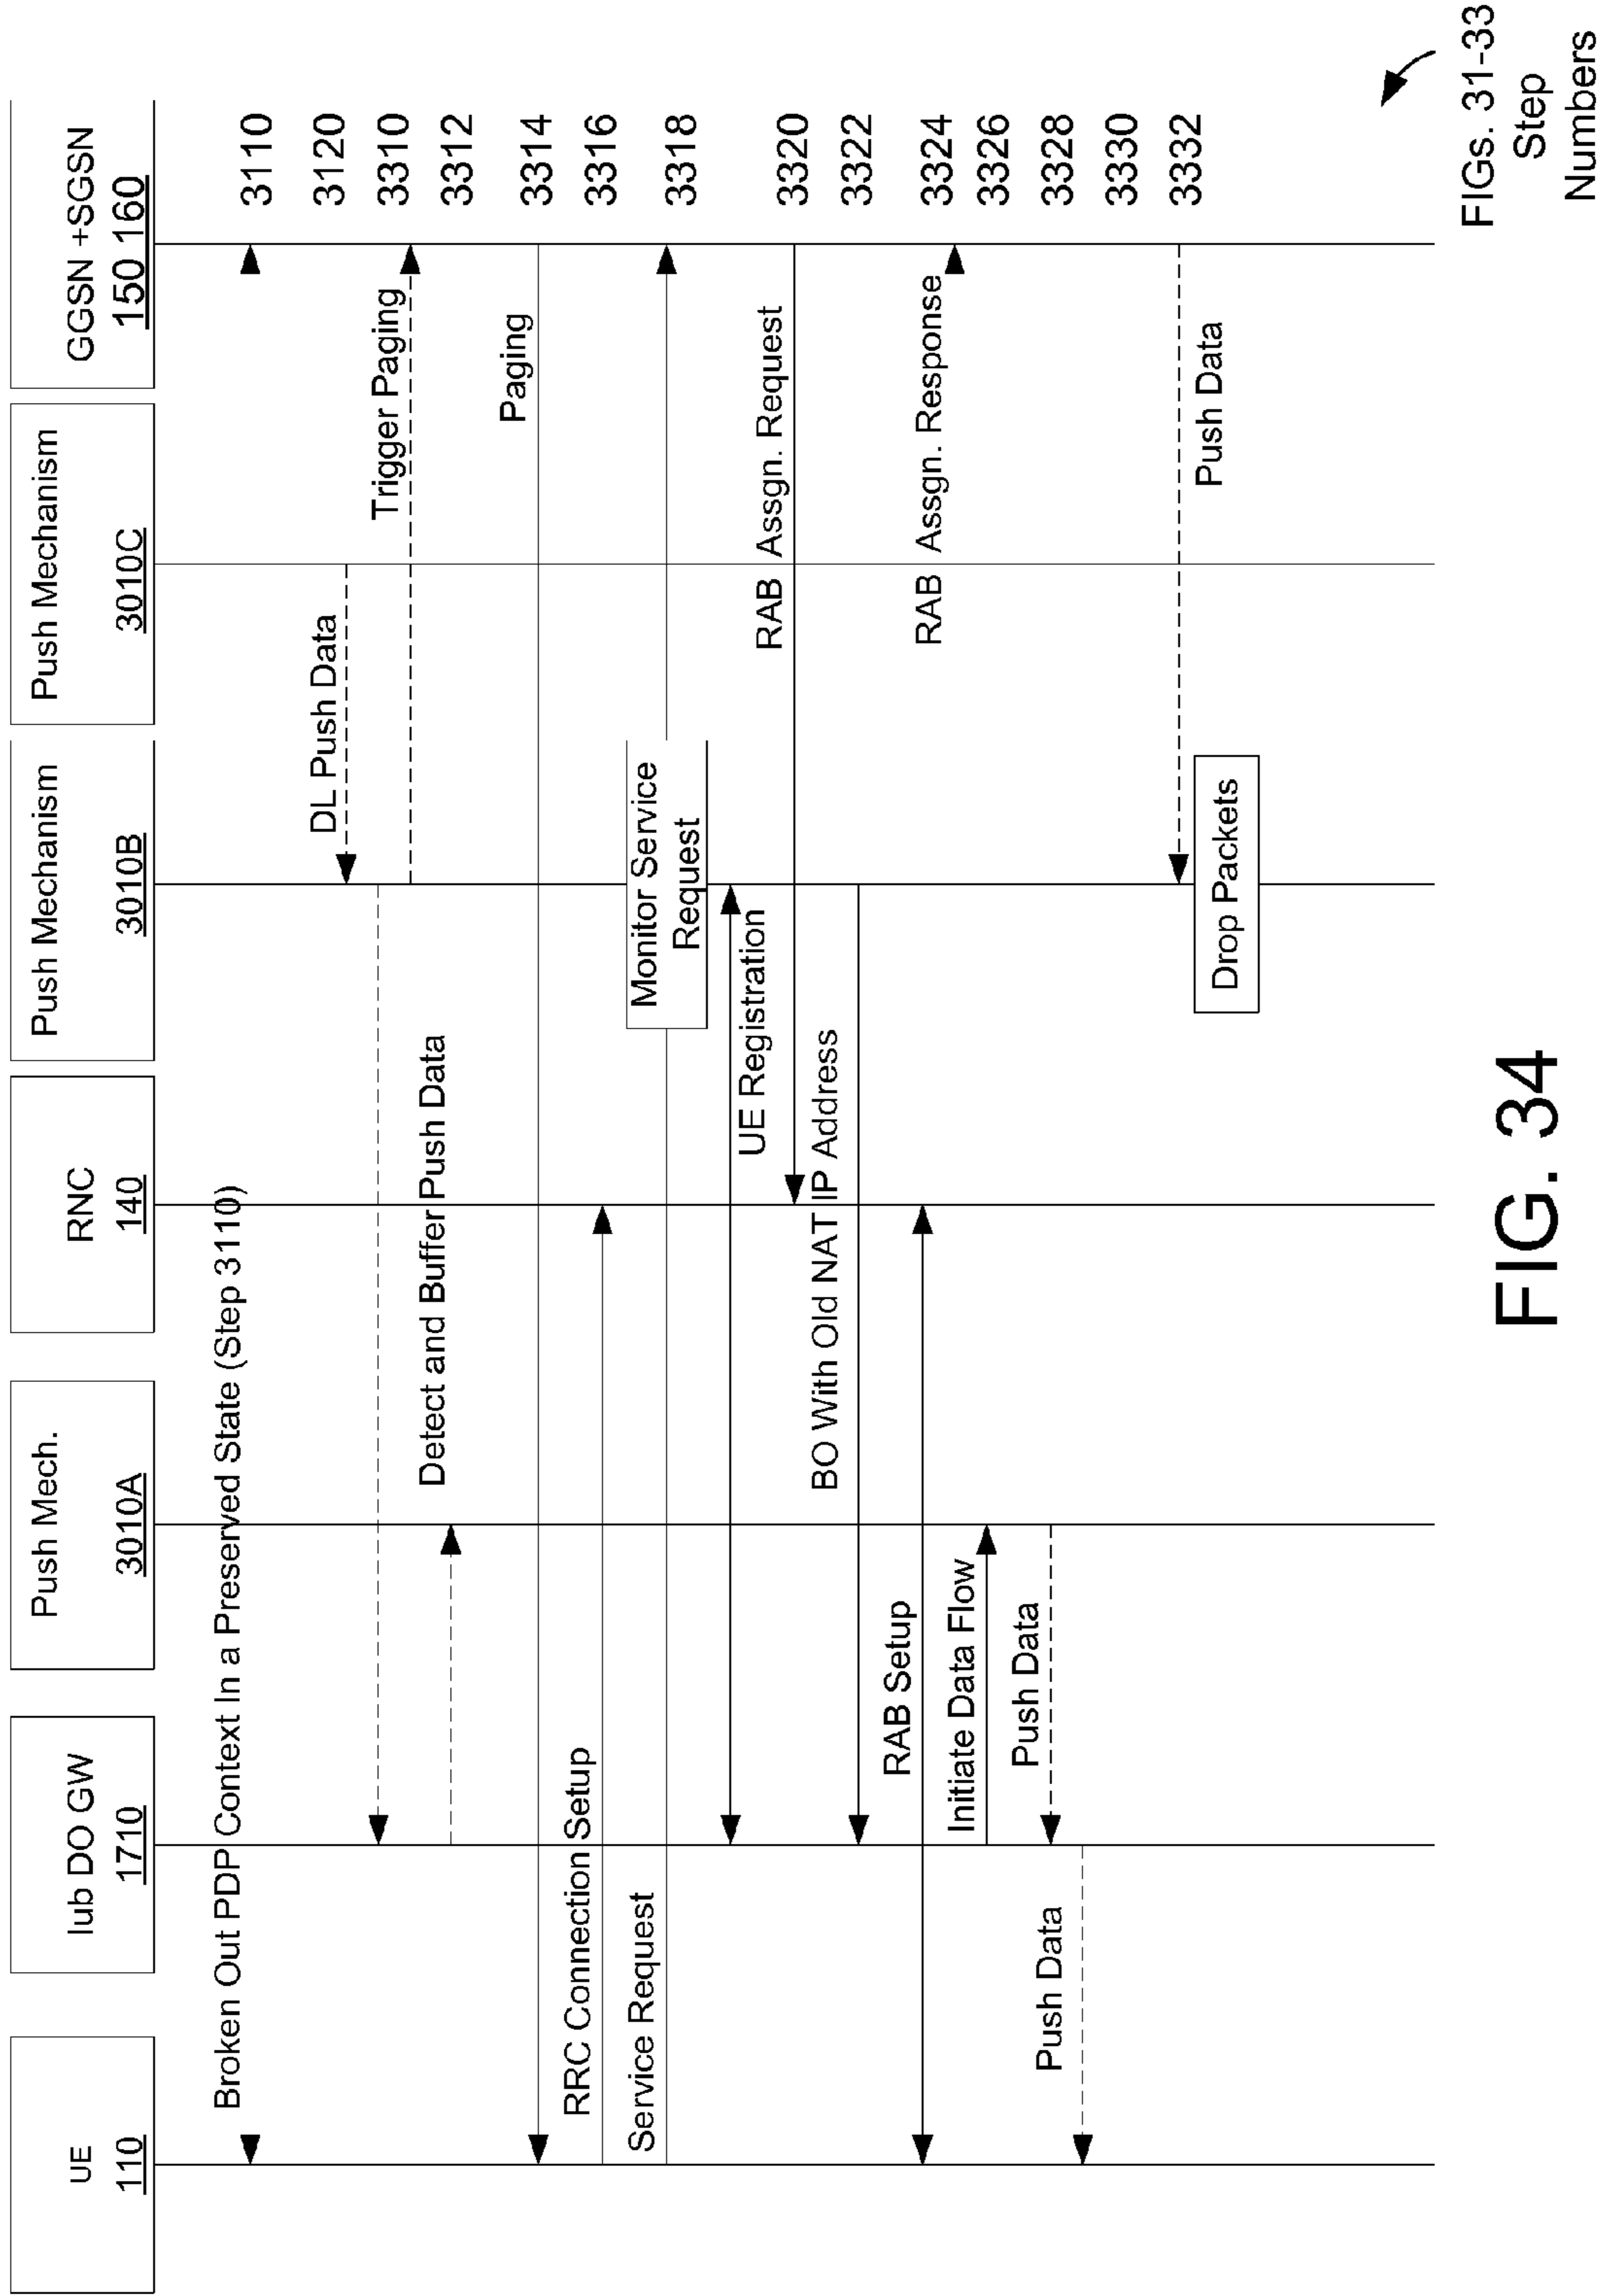 UE
110
Iub DO GW
1710
Push Mech.
3010A
RNC
140
Push Mechanism
3010B
Push Mechanism
3010C
GGSN +SGSN
150 160
Broken Out PDP Context In a Preserved State (Step 3110)
3110
DL Push Data
3120
Trigger Paging
3310
Detect and Buffer Push Data
3312
Paging
3314
RRC Connection Setup
3316
Service Request
Monitor Service
Request
3318
UE Registration
RAB Assgn. Request
3320
BO With Old NAT IP Address
3322
RAB Setup
RAB Assgn. Response
3324
Initiate Data Flow
3326
Push Data
3328
Push Data
3330
3332
Push Data
Drop Packets
FIGs. 31-33
Step
Numbers
FIG. 34